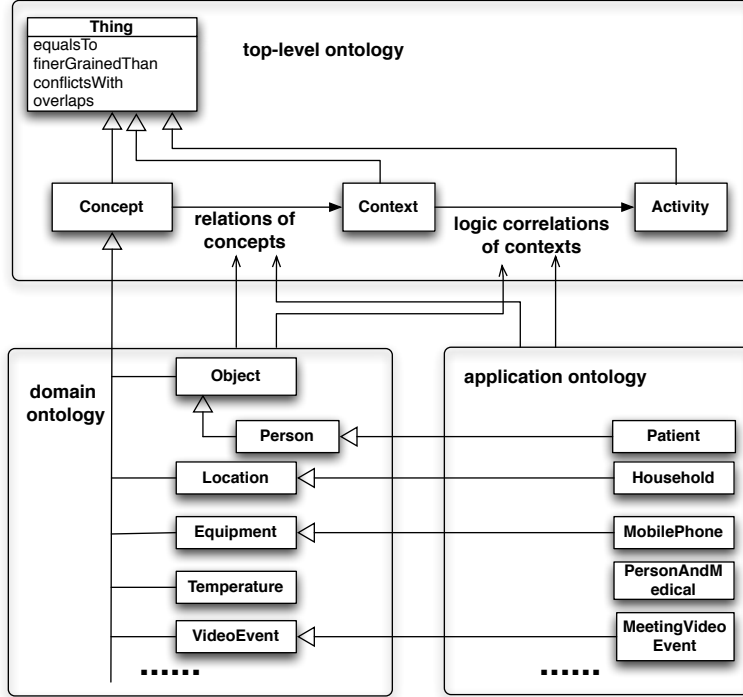 Thing
equalsTo
finerGrainedThan
conflictsWith
overlaps
top-level ontology
Concept
Context
Activity
relations of
concepts
logic correlations
of contexts
domain
ontology
Object
Person
Location
Equipment
Temperature
VideoEvent
......
application ontology
Patient
Household
MobilePhone
PersonAndM
edical
MeetingVideo
Event
......